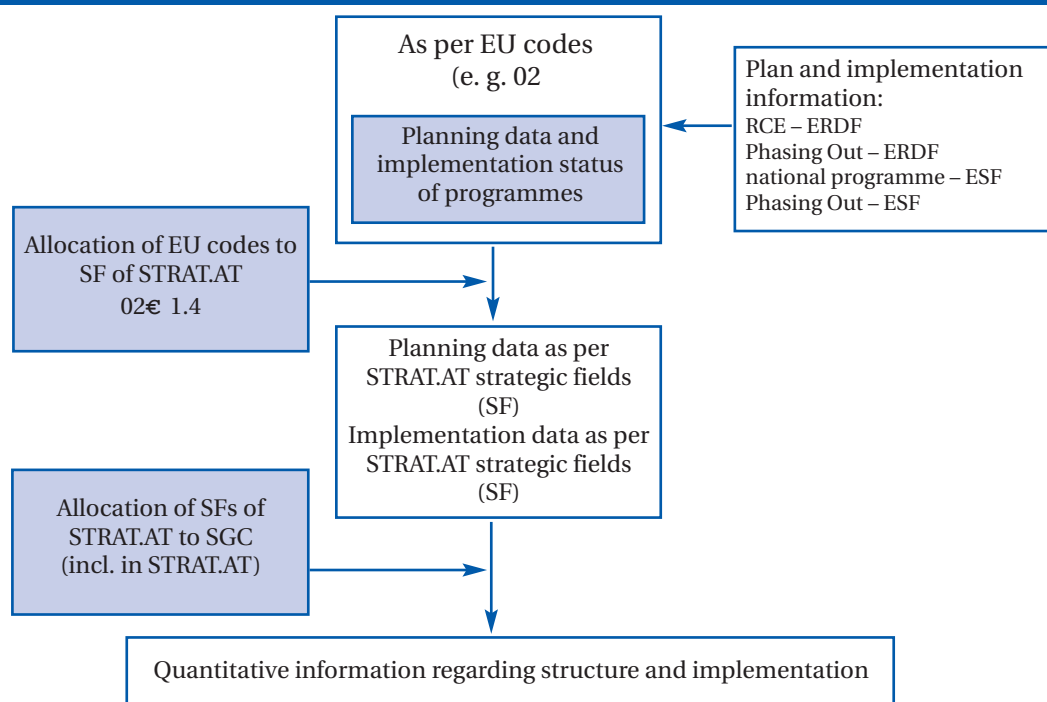 As per EU codes
(e. g. 02
Planning data and
implementation status
of programmes
Plan and implementation
information:
RCE – ERDF
Phasing Out – ERDF
national programme – ESF
Phasing Out – ESF
Allocation of EU codes to
SF of STRAT.AT
02€ 1.4
Planning data as per
STRAT.AT strategic fields
(SF)
Implementation data as per
STRAT.AT strategic fields
(SF)
Allocation of SFs of
STRAT.AT to SGC
(incl. in STRAT.AT)
Quantitative information regarding structure and implementation